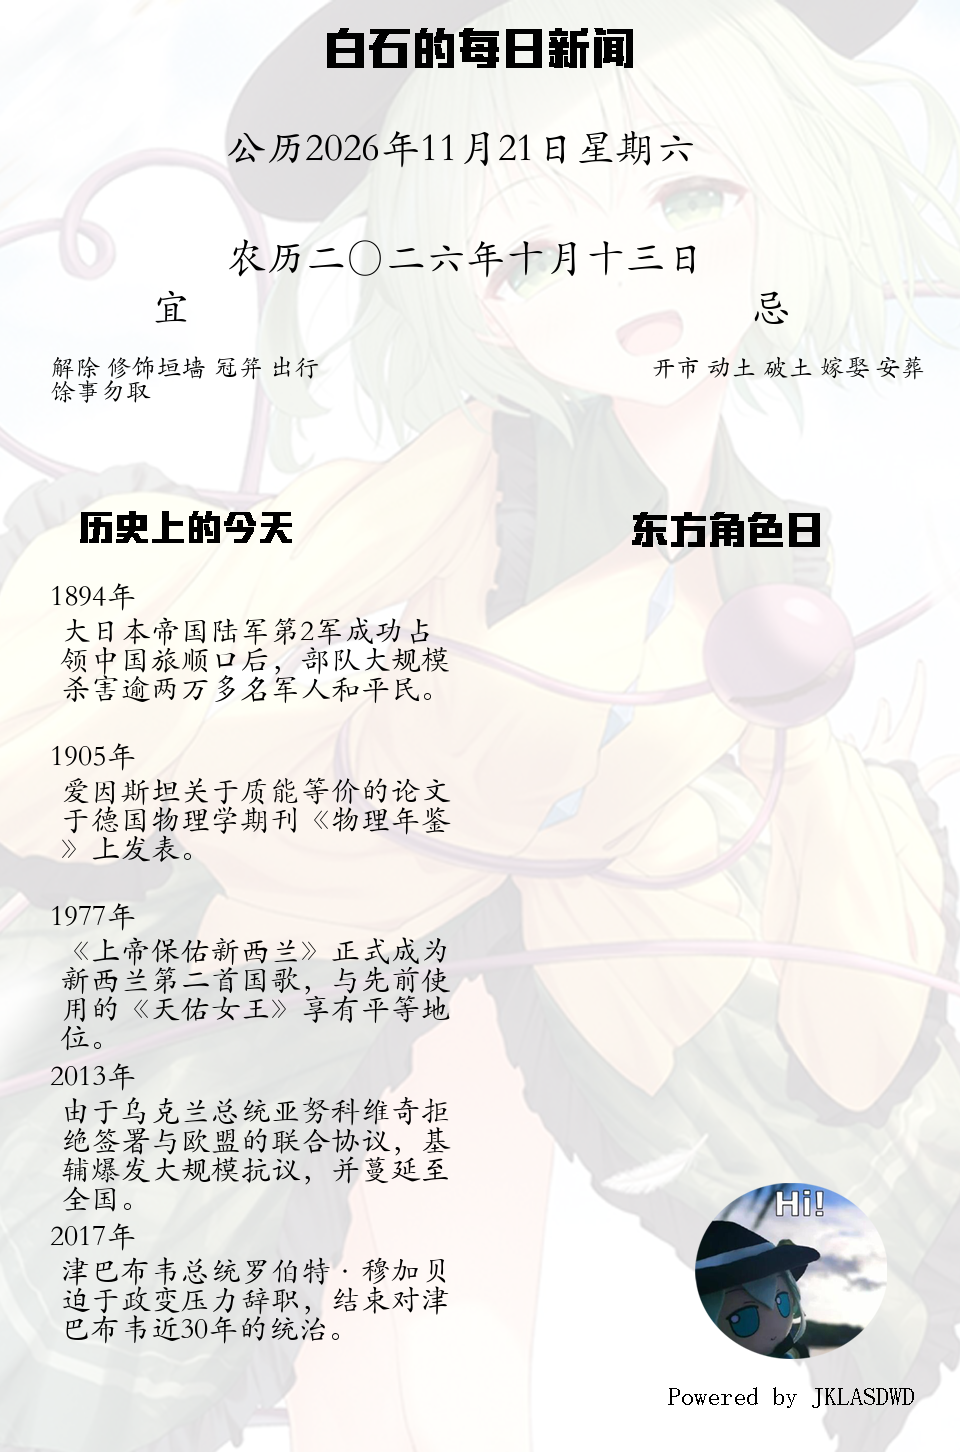 白石的每日新闻
公历2026年11月21日星期六
农历二〇二六年十月十三日
宜
忌
解除 修饰垣墙 冠笄 出行
馀事勿取
开市 动土 破土 嫁娶 安葬
历史上的今天
东方角色日
1894年
大日本帝国陆军第2军成功占
领中国旅顺口后，部队大规模
杀害逾两万多名军人和平民。
1905年
爱因斯坦关于质能等价的论文
于德国物理学期刊《物理年鉴
》上发表。
1977年
《上帝保佑新西兰》正式成为
新西兰第二首国歌，与先前使
用的《天佑女王》享有平等地
位。
2013年
由于乌克兰总统亚努科维奇拒
绝签署与欧盟的联合协议，基
辅爆发大规模抗议，并蔓延至
全国。
2017年
津巴布韦总统罗伯特·穆加贝
迫于政变压力辞职，结束对津
巴布韦近30年的统治。
Hi!
Powered by JKLASDWD